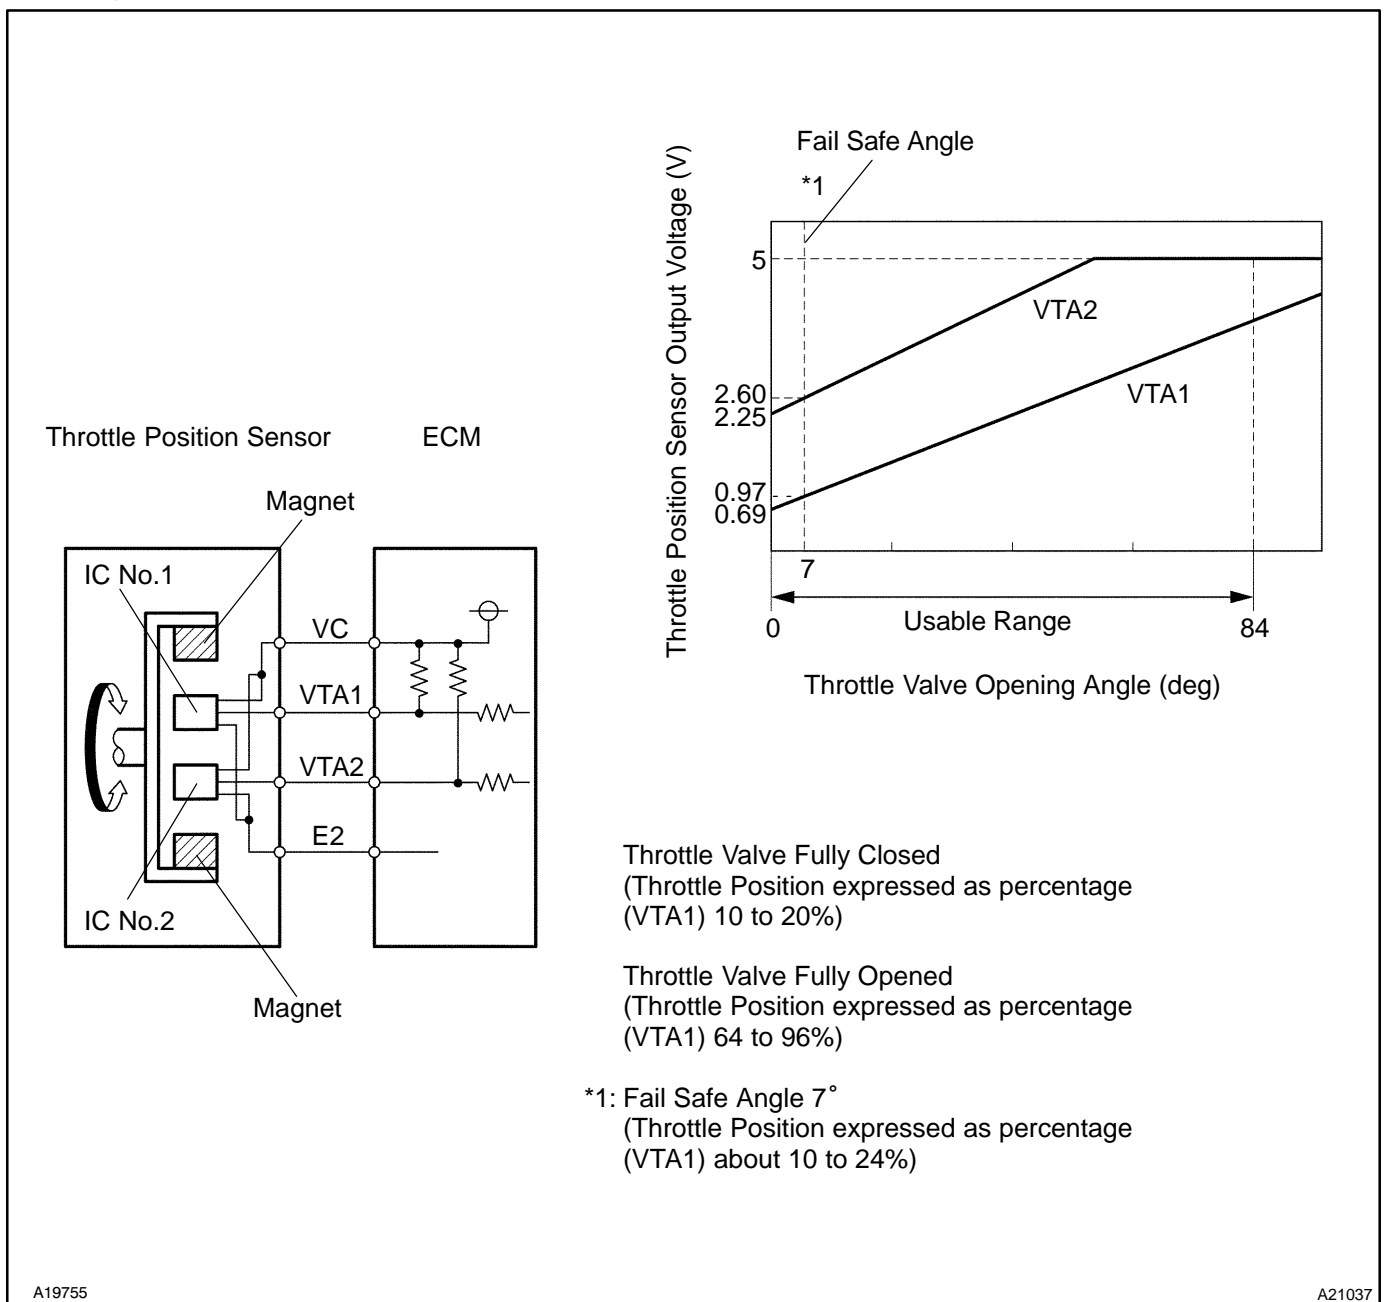 Fail Safe Angle
*1
Throttle Position Sensor Output Voltage (V)
5
VTA2
2.60
2.25
VTA1
0.97
0.69
7
Usable Range
0
84
Throttle Valve Opening Angle (deg)
Throttle Position Sensor
ECM
Magnet
IC No.1
VC
VTA1
VTA2
E2
IC No.2
Magnet
Throttle Valve Fully Closed
(Throttle Position expressed as percentage
(VTA1) 10 to 20%)
Throttle Valve Fully Opened
(Throttle Position expressed as percentage
(VTA1) 64 to 96%)
*1: Fail Safe Angle 7°
(Throttle Position expressed as percentage
(VTA1) about 10 to 24%)
A19755
A21037